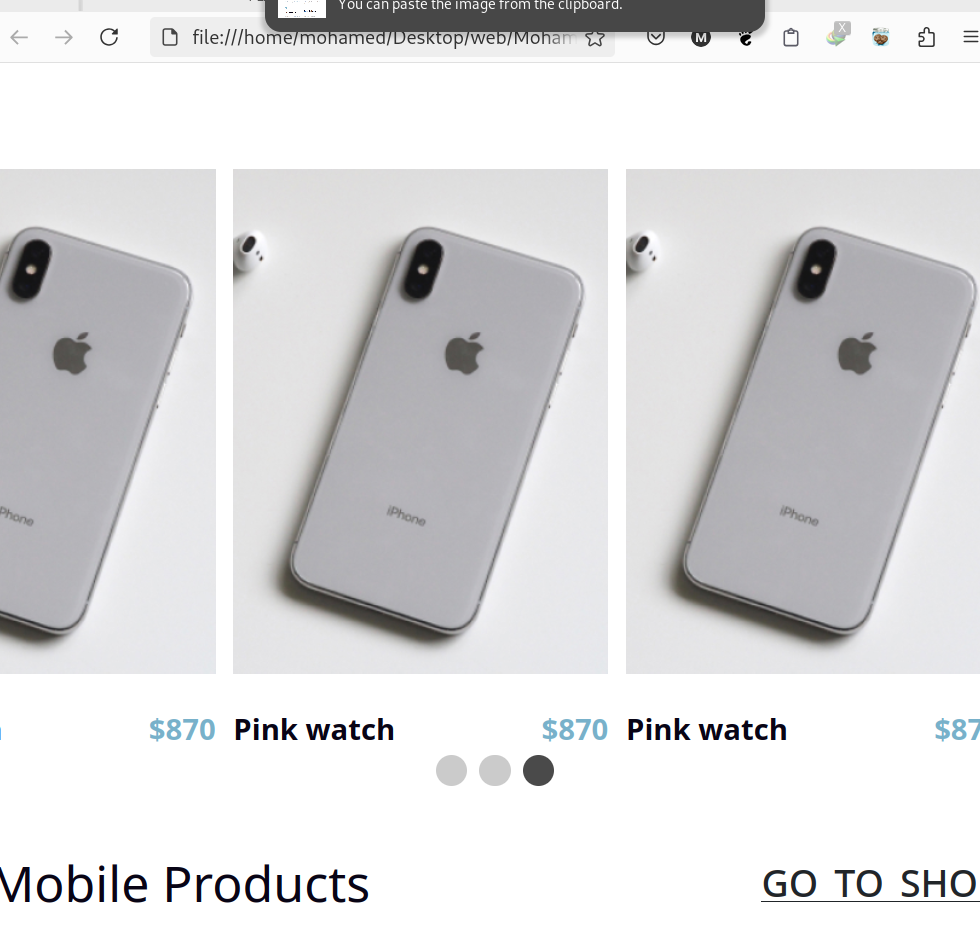 You can paste the image from the clipboard.
file:///home/mohamed/Desktop/web/Moham
M
X
iPhone
iPhone
iPhone
$870
Pink watch
$870
Pink watch
$87
Mobile Products
GO TO SHO